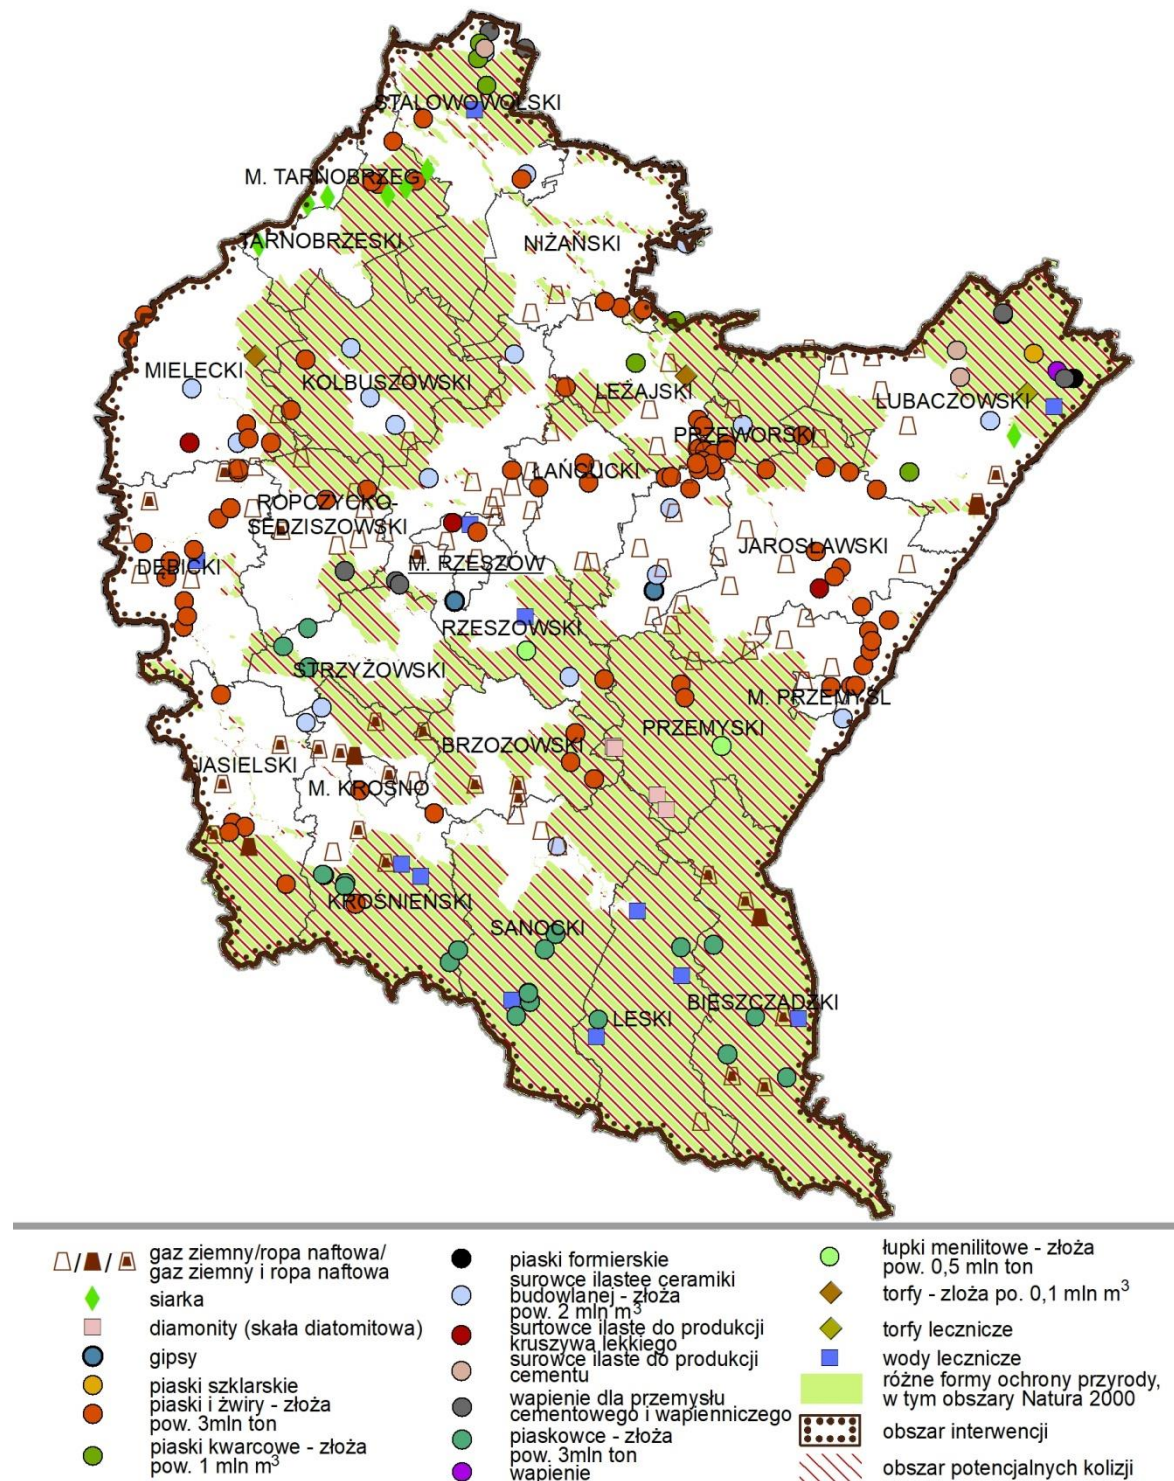 STALOWOWOLSKI
M. TARNOBRZEG
TARNOBRZESKI
NIŻAŃSKI
MIELECKI
KOLBUSZOWSKI
LEŻAJSKI
LUBACZOWSKI
PRZEWORSKI
ŁAŃCUCKI
ROPCZYCKO-
SĘDZISZOWSKI
JAROSŁAWSKI
DĘBICKI
M. RZESZÓW
RZESZOWSKI
STRZYŻOWSKI
M. PRZEMYŚL
PRZEMYSKI
BRZOZOWSKI
JASIELSKI
M. KROSNO
KROŚNIEŃSKI
SANOCKI
BIESZCZADZKI
LESKI
gaz ziemny/ropa naftowa/
gaz ziemny i ropa naftowa
siarka
diamonity (skała diatomitowa)
gipsy
piaski szklarskie
piaski i żwiry - złoża
pow. 3mln ton
piaski kwarcowe - złoża
pow. 1 mln m³
piaski formierskie
surowce ilastee ceramiki
budowlanej - złoża
pow. 2 mln m³
surtowce ilaste do produkcji
kruszywa lekkiego
surowce ilaste do produkcji
cementu
wapienie dla przemysłu
cementowego i wapienniczego
piaskowce - złoża
pow. 3mln ton
wapienie
łupki menilitowe - złoża
pow. 0,5 mln ton
torfy - zloża po. 0,1 mln m³
torfy lecznicze
wody lecznicze
różne formy ochrony przyrody,
w tym obszary Natura 2000
obszar interwencji
obszar potencjalnych kolizji